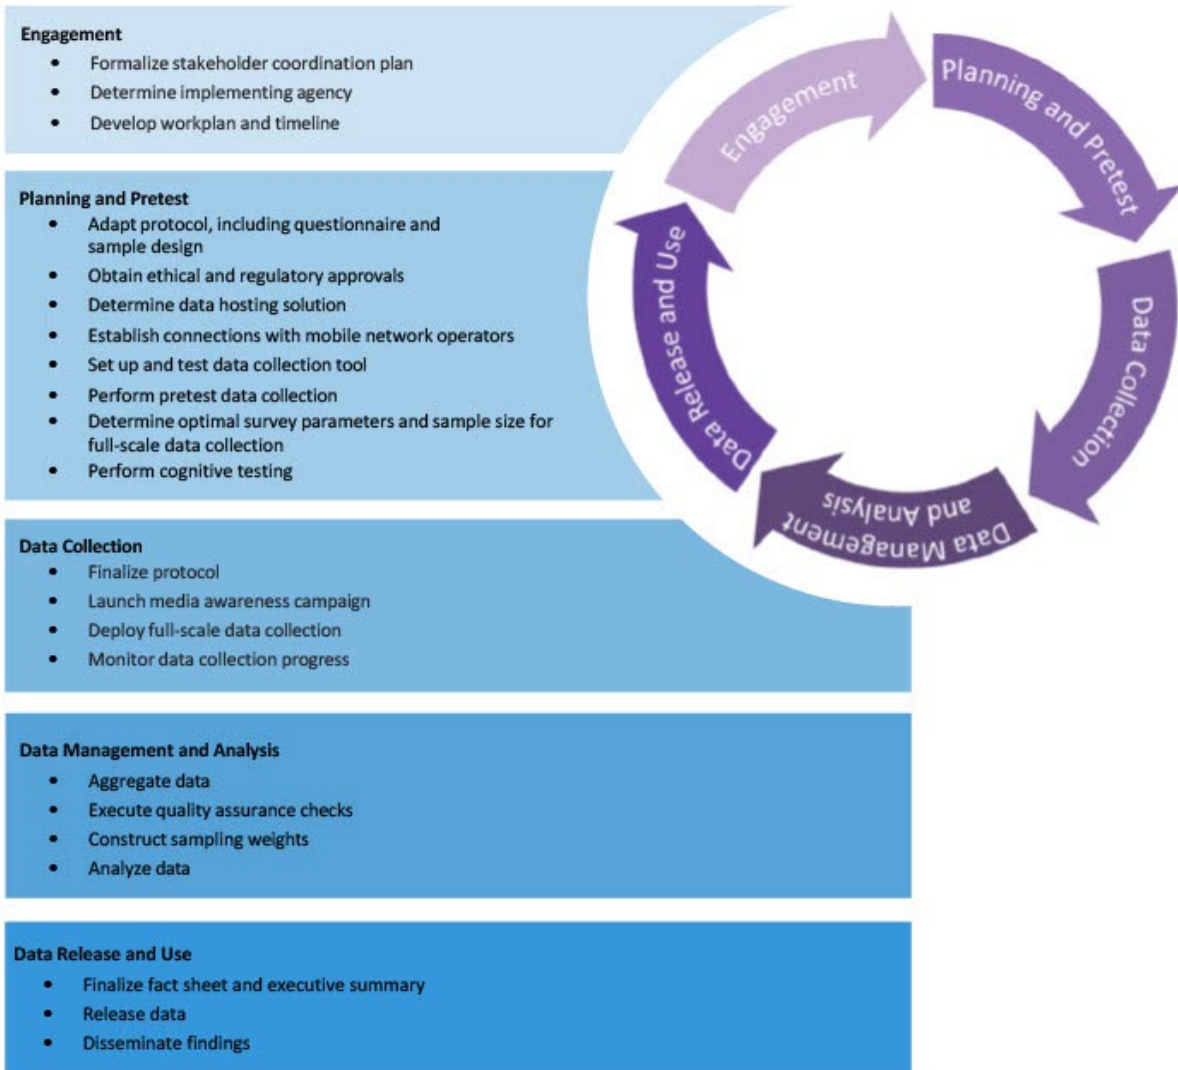 Engagement
• Formalize stakeholder coordination plan
• Determine implementing agency
• Develop workplan and timeline
Planning and Pretest
• Adapt protocol, including questionnaire and
sample design
• Obtain ethical and regulatory approvals
• Determine data hosting solution
• Establish connections with mobile network operators
• Set up and test data collection tool
• Perform pretest data collection
• Determine optimal survey parameters and sample size for
full-scale data collection
• Perform cognitive testing
Data Collection
• Finalize protocol
• Launch media awareness campaign
• Deploy full-scale data collection
• Monitor data collection progress
Data Management and Analysis
• Aggregate data
• Execute quality assurance checks
• Construct sampling weights
• Analyze data
Data Release and Use
• Finalize fact sheet and executive summary
• Release data
• Disseminate findings
Engagement
Planning and Pretest
Data Collection
Data Management
and Analysis
Data Release and Use